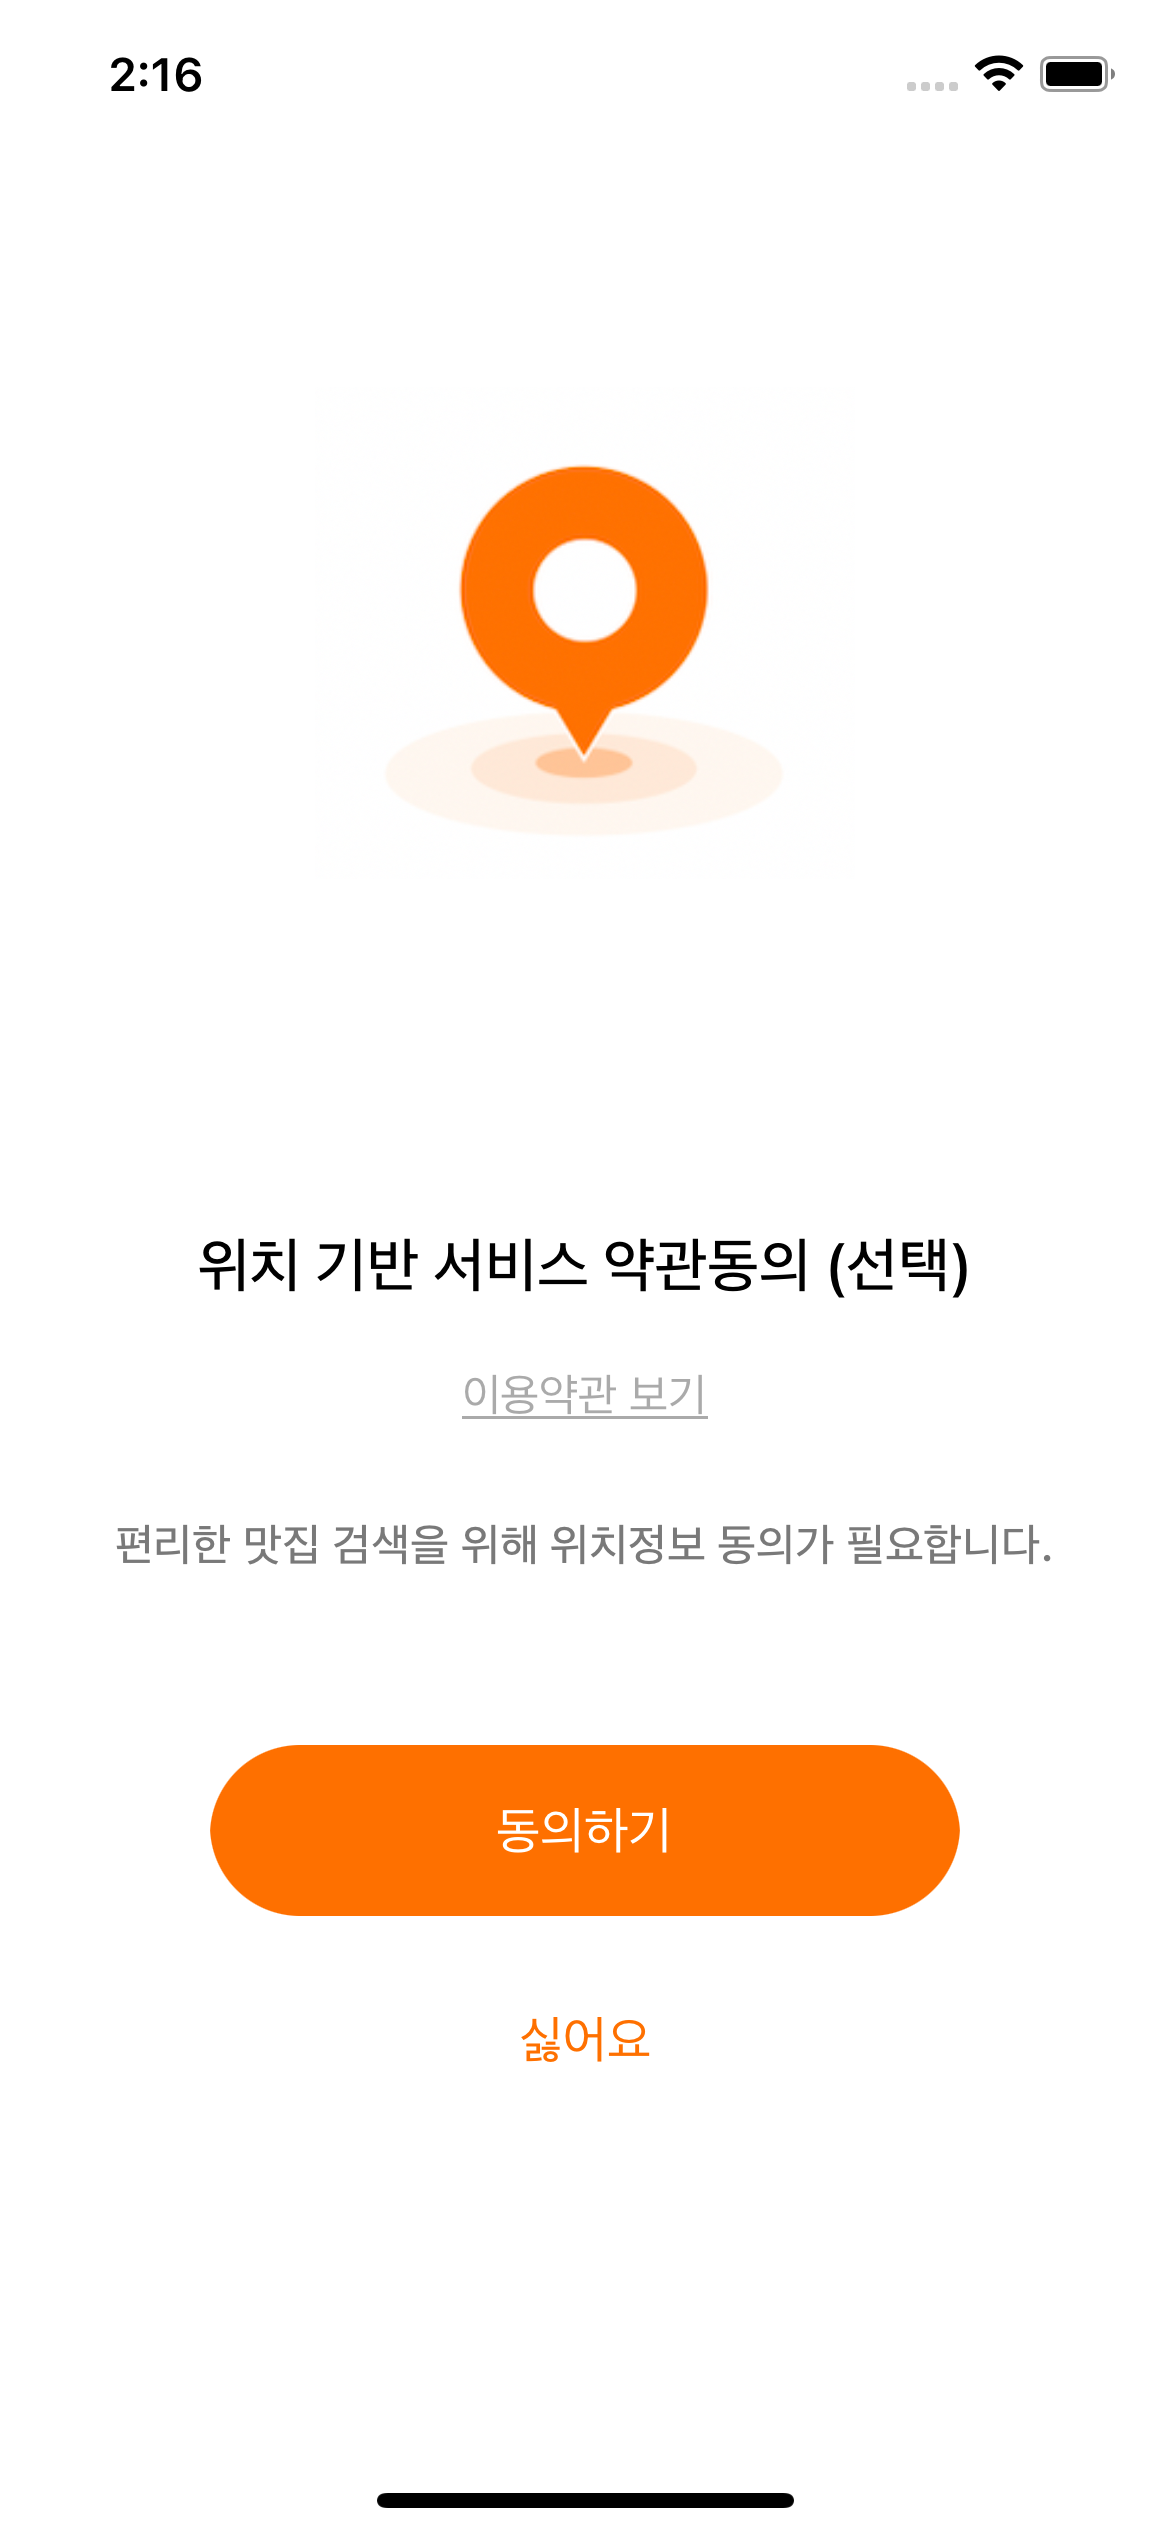 2:16
위치 기반 서비스 약관동의 (선택)
이용약관 보기
편리한 맛집 검색을 위해 위치정보 동의가 필요합니다.
동의하기
싫어요